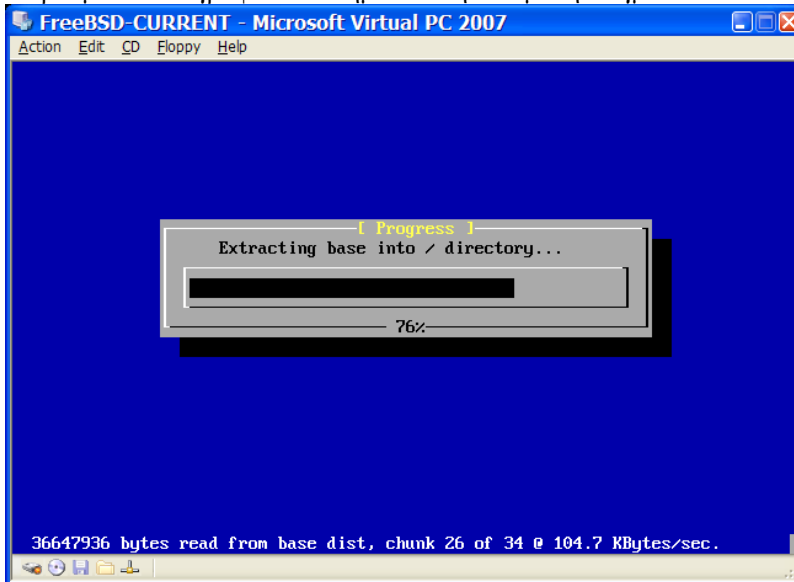 FreeBSD-CURRENT - Microsoft Virtual PC 2007
Action Edit CD Floppy Help
[ Progress ]
Extracting base into / directory...
76%
36647936 bytes read from base dist, chunk 26 of 34 @ 104.7 KBytes/sec.